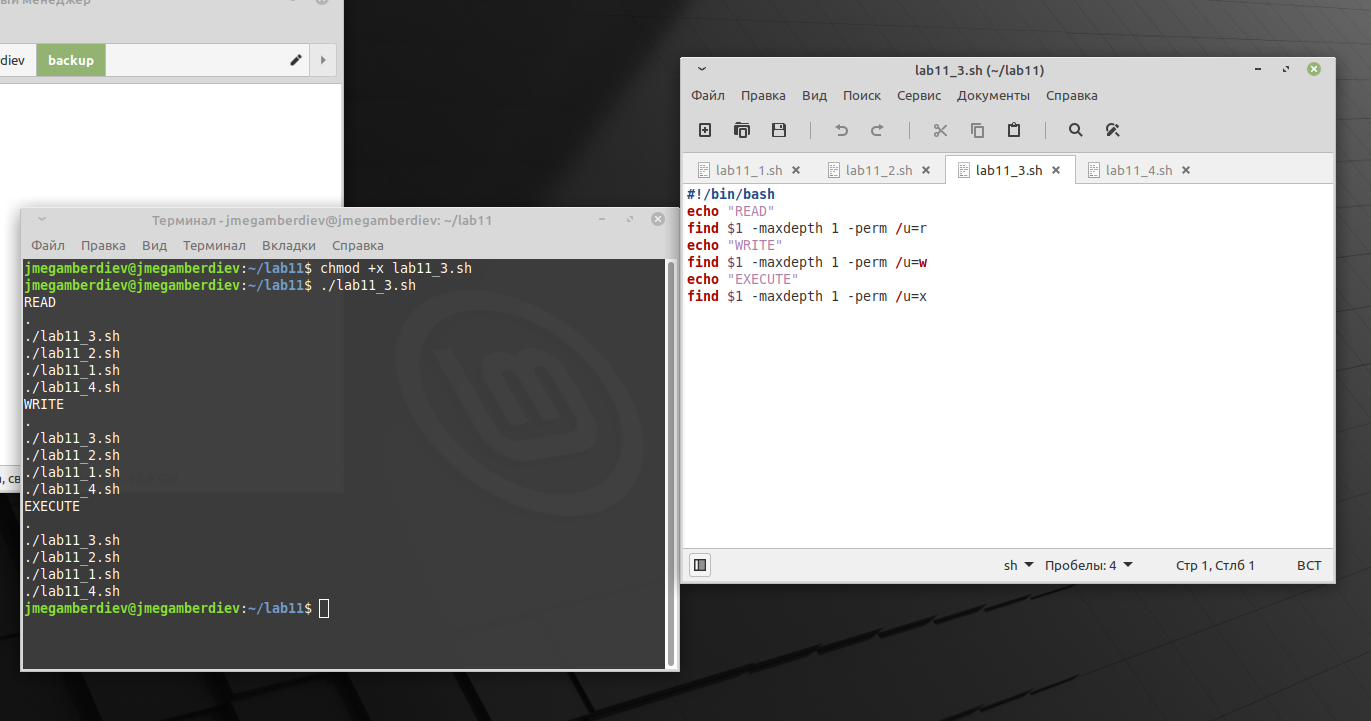 менеджер
backup
Терминал - jmegamberdiev@jmegamberdiev: ~/lab11
Файл Правка Вид Терминал Вкладки Справка
jmegamberdiev@jmegamberdiev:~/lab11$ chmod +x lab11_3.sh
jmegamberdiev@jmegamberdiev:~/lab11$ ./lab11_3.sh
READ
.
./lab11_3.sh
./lab11_2.sh
./lab11_1.sh
./lab11_4.sh
WRITE
.
./lab11_3.sh
./lab11_2.sh
./lab11_1.sh
./lab11_4.sh
EXECUTE
.
./lab11_3.sh
./lab11_2.sh
./lab11_1.sh
./lab11_4.sh
jmegamberdiev@jmegamberdiev:~/lab11$
lab11_3.sh (~/lab11)
Файл Правка Вид Поиск Сервис Документы Справка
lab11_1.sh lab11_2.sh lab11_3.sh lab11_4.sh
#!/bin/bash
echo "READ"
find $1 -maxdepth 1 -perm /u=r
echo "WRITE"
find $1 -maxdepth 1 -perm /u=w
echo "EXECUTE"
find $1 -maxdepth 1 -perm /u=x
sh Пробелы: 4 Стр 1, Стлб 1 ВСТ